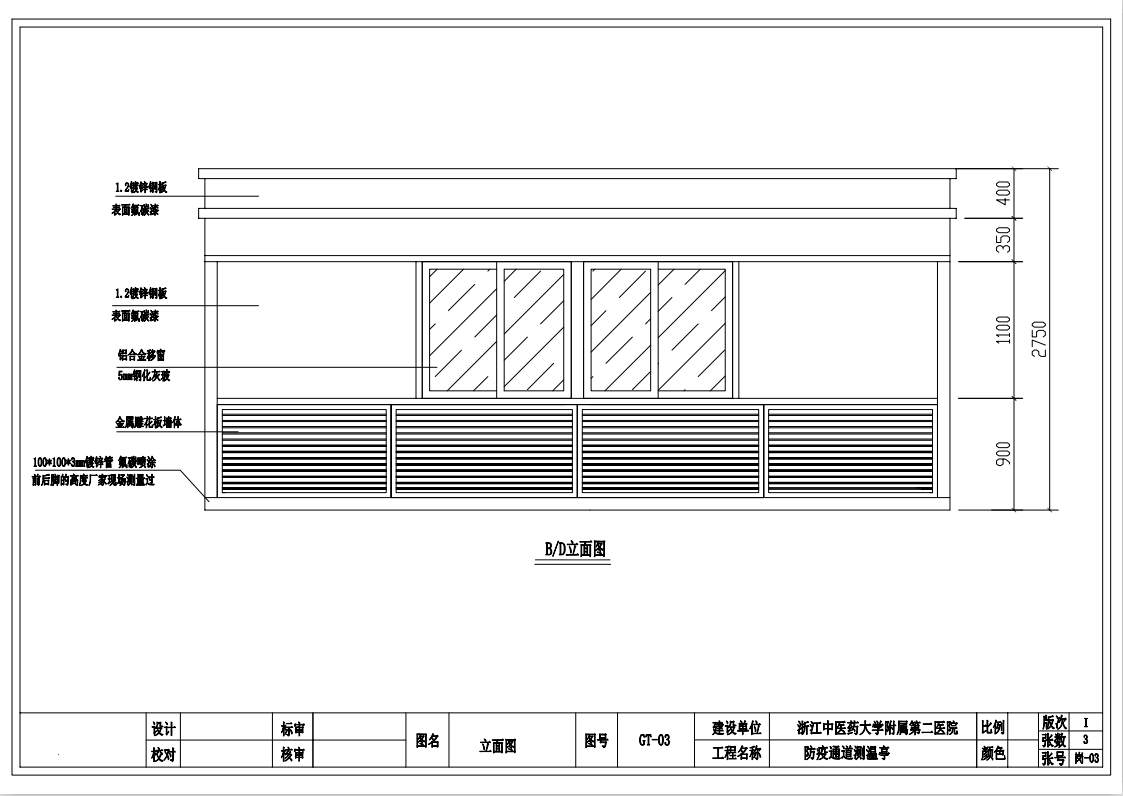 1.2镀锌钢板
表面氟碳漆
1.2镀锌钢板
表面氟碳漆
铝合金移窗
5mm钢化灰玻
金属雕花板墙体
100*100*3mm镀锌管 氟碳喷涂
前后脚的高度厂家现场测量过
400
350
1100
900
2750
B/D立面图
设计
标审
校对
核审
图名
立面图
图号
GT-03
建设单位
浙江中医药大学附属第二医院
工程名称
防疫通道测温亭
比例
颜色
版次
I
张数
3
张号
岗-03